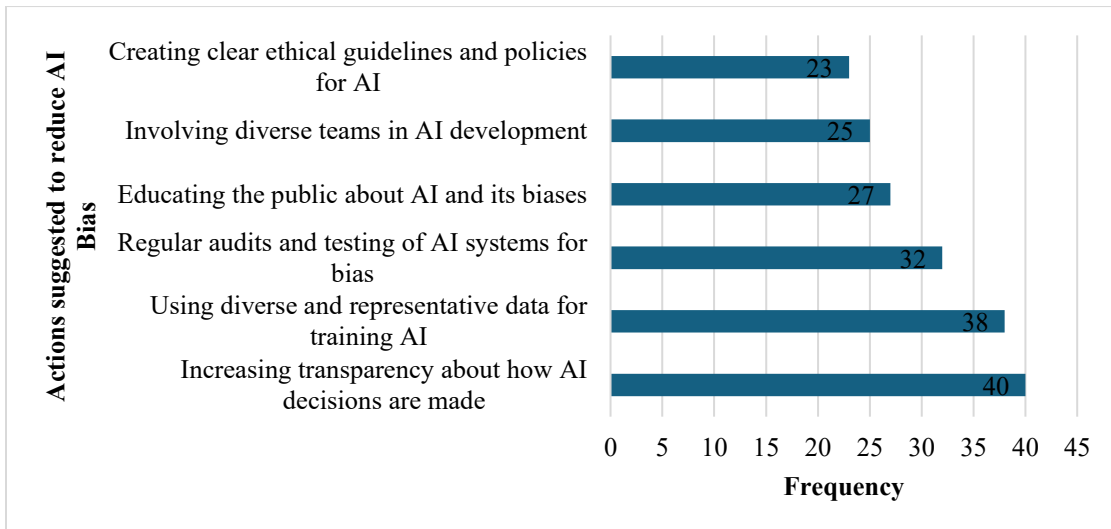 Actions suggested to reduce AI
Bias
Creating clear ethical guidelines and policies
for AI
23
Involving diverse teams in AI development
25
Educating the public about AI and its biases
27
Regular audits and testing of AI systems for
bias
32
Using diverse and representative data for
training AI
38
Increasing transparency about how AI
decisions are made
40
0 5 10 15 20 25 30 35 40 45
Frequency